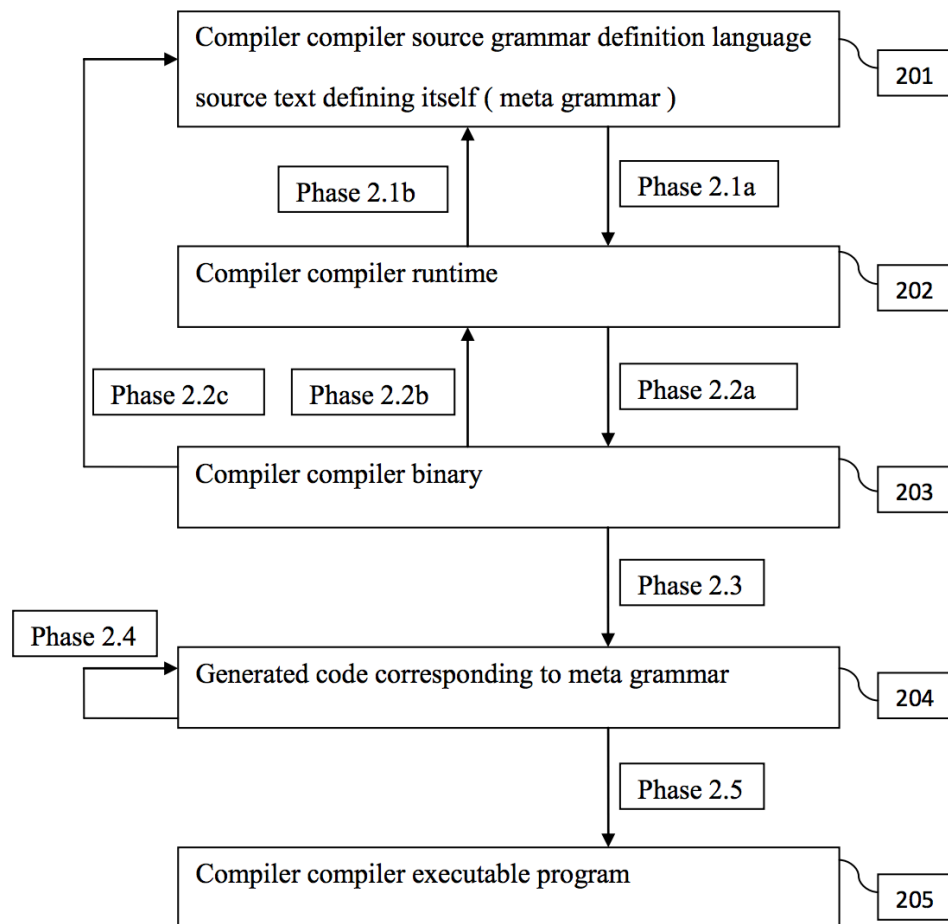 Compiler compiler source grammar definition language
source text defining itself ( meta grammar )
201
Phase 2.1b
Phase 2.1a
Compiler compiler runtime
202
Phase 2.2c
Phase 2.2b
Phase 2.2a
Compiler compiler binary
203
Phase 2.3
Phase 2.4
Generated code corresponding to meta grammar
204
Phase 2.5
Compiler compiler executable program
205